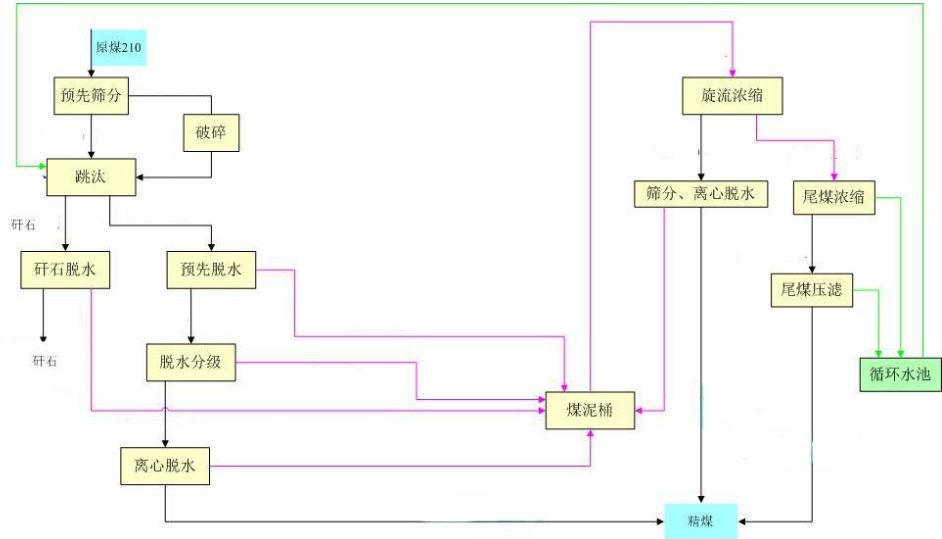 原煤210
预先筛分
旋流浓缩
破碎
跳汰
筛分、离心脱水
尾煤浓缩
矸石
矸石脱水
预先脱水
尾煤压滤
矸石
脱水分级
循环水池
煤泥桶
离心脱水
精煤